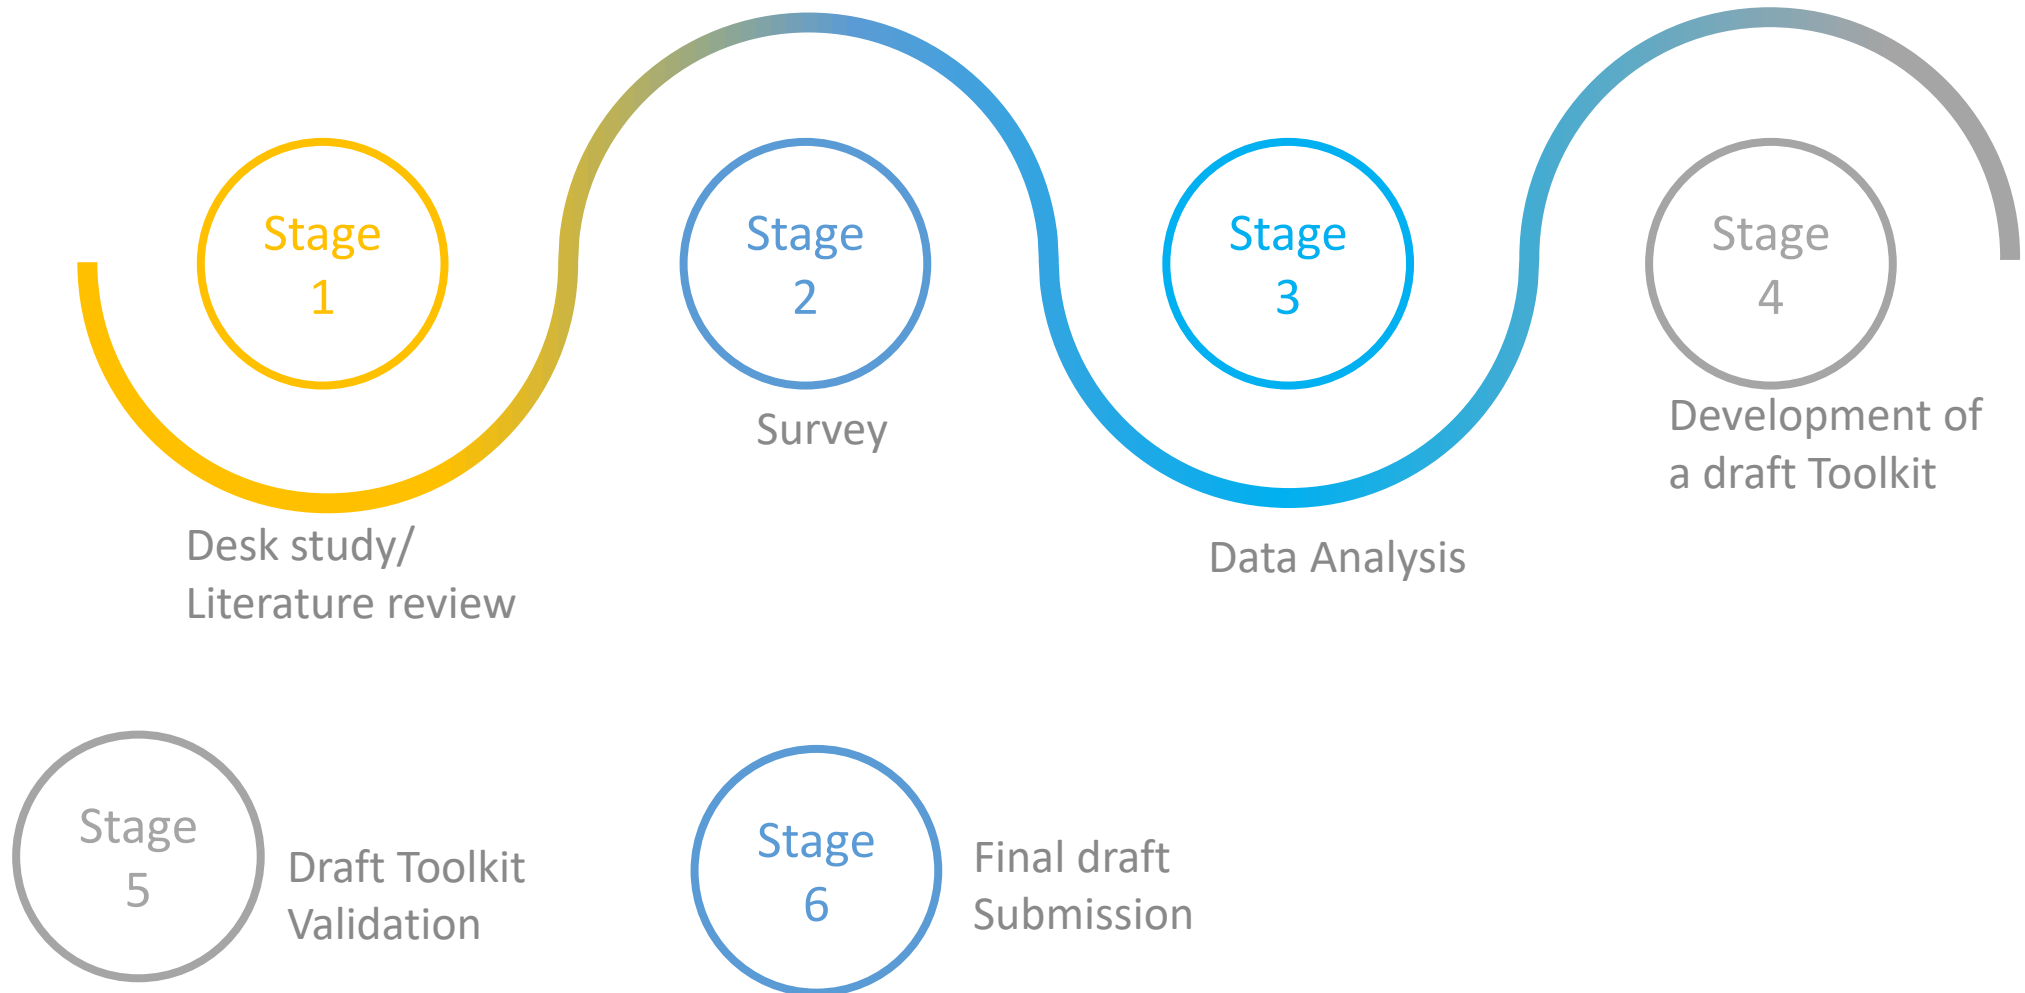 Stage
1
Desk study/
Literature review
Stage
2
Survey
Stage
3
Data Analysis
Stage
4
Development of
a draft Toolkit
Stage
5
Draft Toolkit
Validation
Stage
6
Final draft
Submission